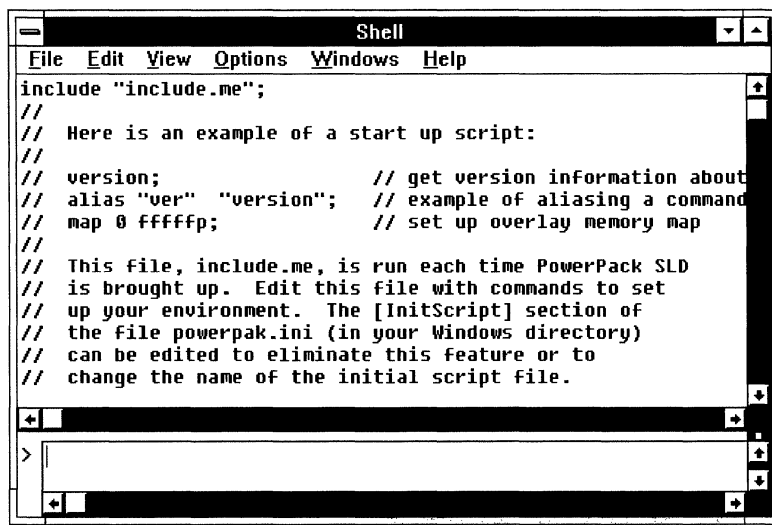 Shell
File Edit View Options Windows Help
include "include.me";
//
// Here is an example of a start up script:
//
// version; // get version information about
// alias "ver" "version"; // example of aliasing a command
// map 0 fffffp; // set up overlay memory map
//
// This file, include.me, is run each time PowerPack SLD
// is brought up. Edit this file with commands to set
// up your environment. The [InitScript] section of
// the file powerpak.ini (in your Windows directory)
// can be edited to eliminate this feature or to
// change the name of the initial script file.
>